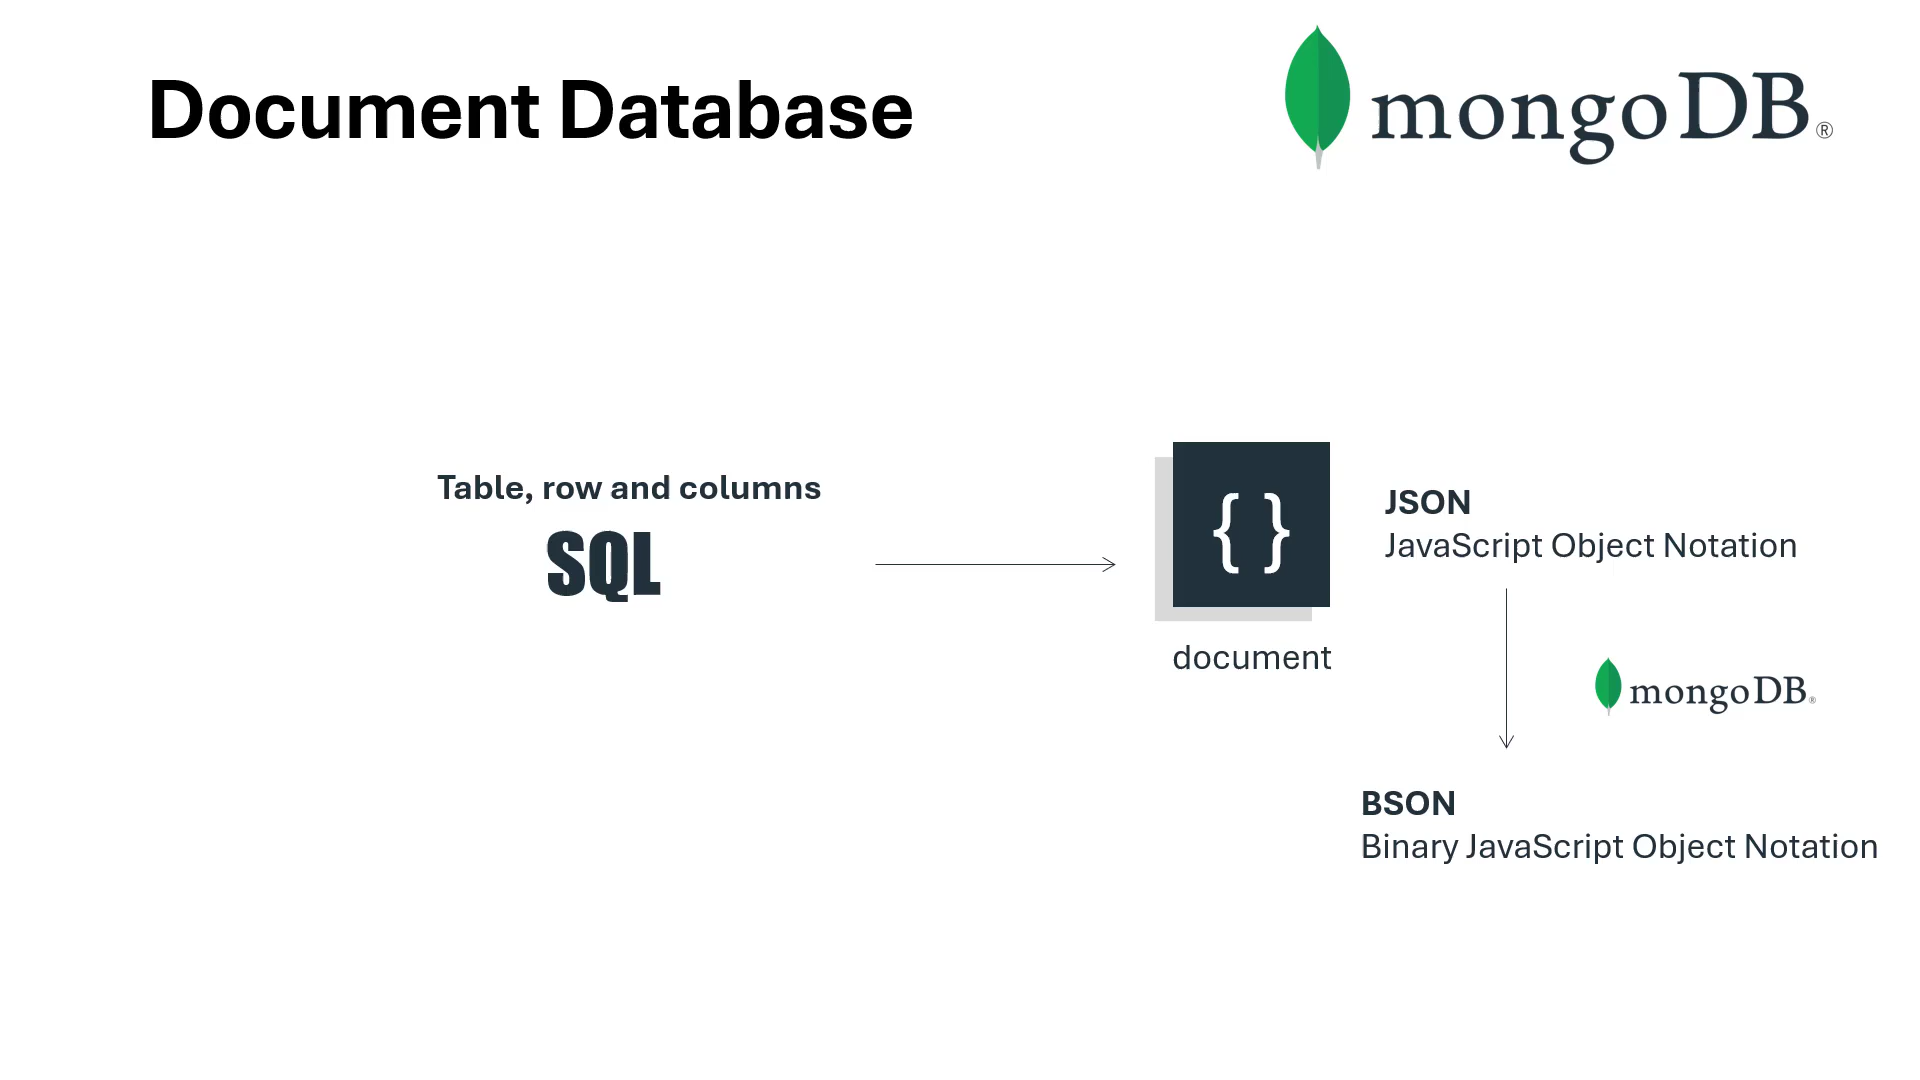 Document Database
mongoDB®
Table, row and columns
SQL
{ }
document
JSON
JavaScript Object Notation
mongoDB®
BSON
Binary JavaScript Object Notation